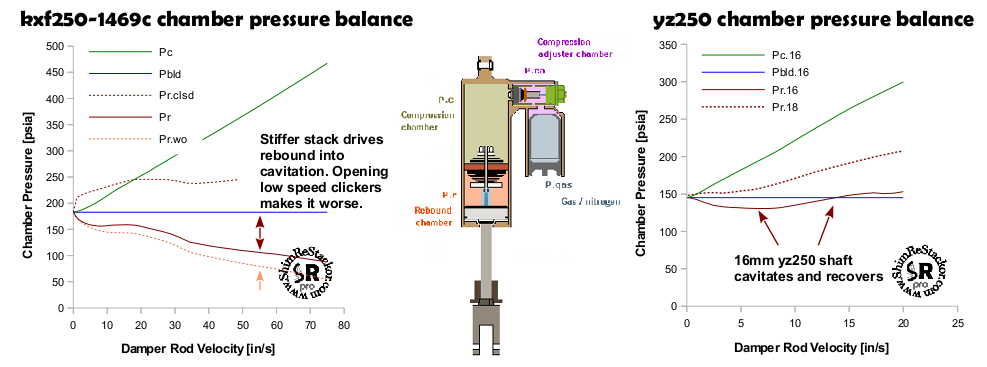 kxf250-1469c chamber pressure balance
500
450
400
350
300
250
200
150
100
50
0
Chamber Pressure [psia]
Pc
Pbld
Pr.clsd
Pr
Pr.wo
Stiffer stack drives
rebound into
cavitation. Opening
low speed clickers
makes it worse.
www.ShimReStackor.com
SR
pro
0 10 20 30 40 50 60 70 80
Damper Rod Velocity [in/s]
Compression
adjuster chamber
P.ca
P.c
Compression
chamber
P.r
Rebound
chamber
P.gas
Gas / nitrogen
yz250 chamber pressure balance
350
300
250
200
150
100
50
0
Chamber Pressure [psia]
Pc.16
Pbld.16
Pr.16
Pr.18
16mm yz250 shaft
cavitates and recovers
www.ShimReStackor.com
SR
pro
0 5 10 15 20 25
Damper Rod Velocity [in/s]